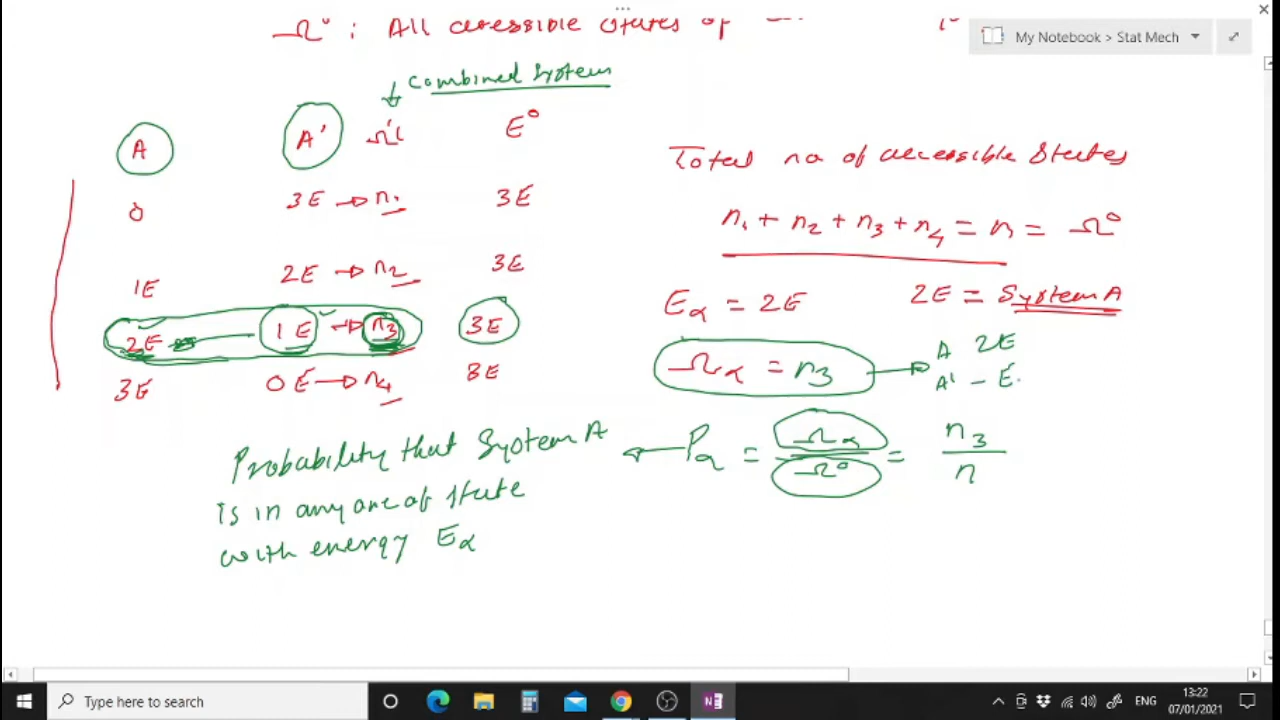 Ω° : All accessible states of
My Notebook > Stat Mech
Combined System
A A' Ω' E°
0 3E → n₁ 3E
1E 2E → n₂ 3E
2E 1E → n₃ 3E
3E 0E → n₄ 3E
Total no of accessible States
n₁ + n₂ + n₃ + n₄ = n = Ω°
Eα = 2E 2E = System A
Ωα = n₃ → A 2E
A' - E.
Pα = Ωα / Ω° = n₃ / n
Probability that System A
is in any one of state
with energy Eα
Type here to search
ENG
13:22
07/01/2021